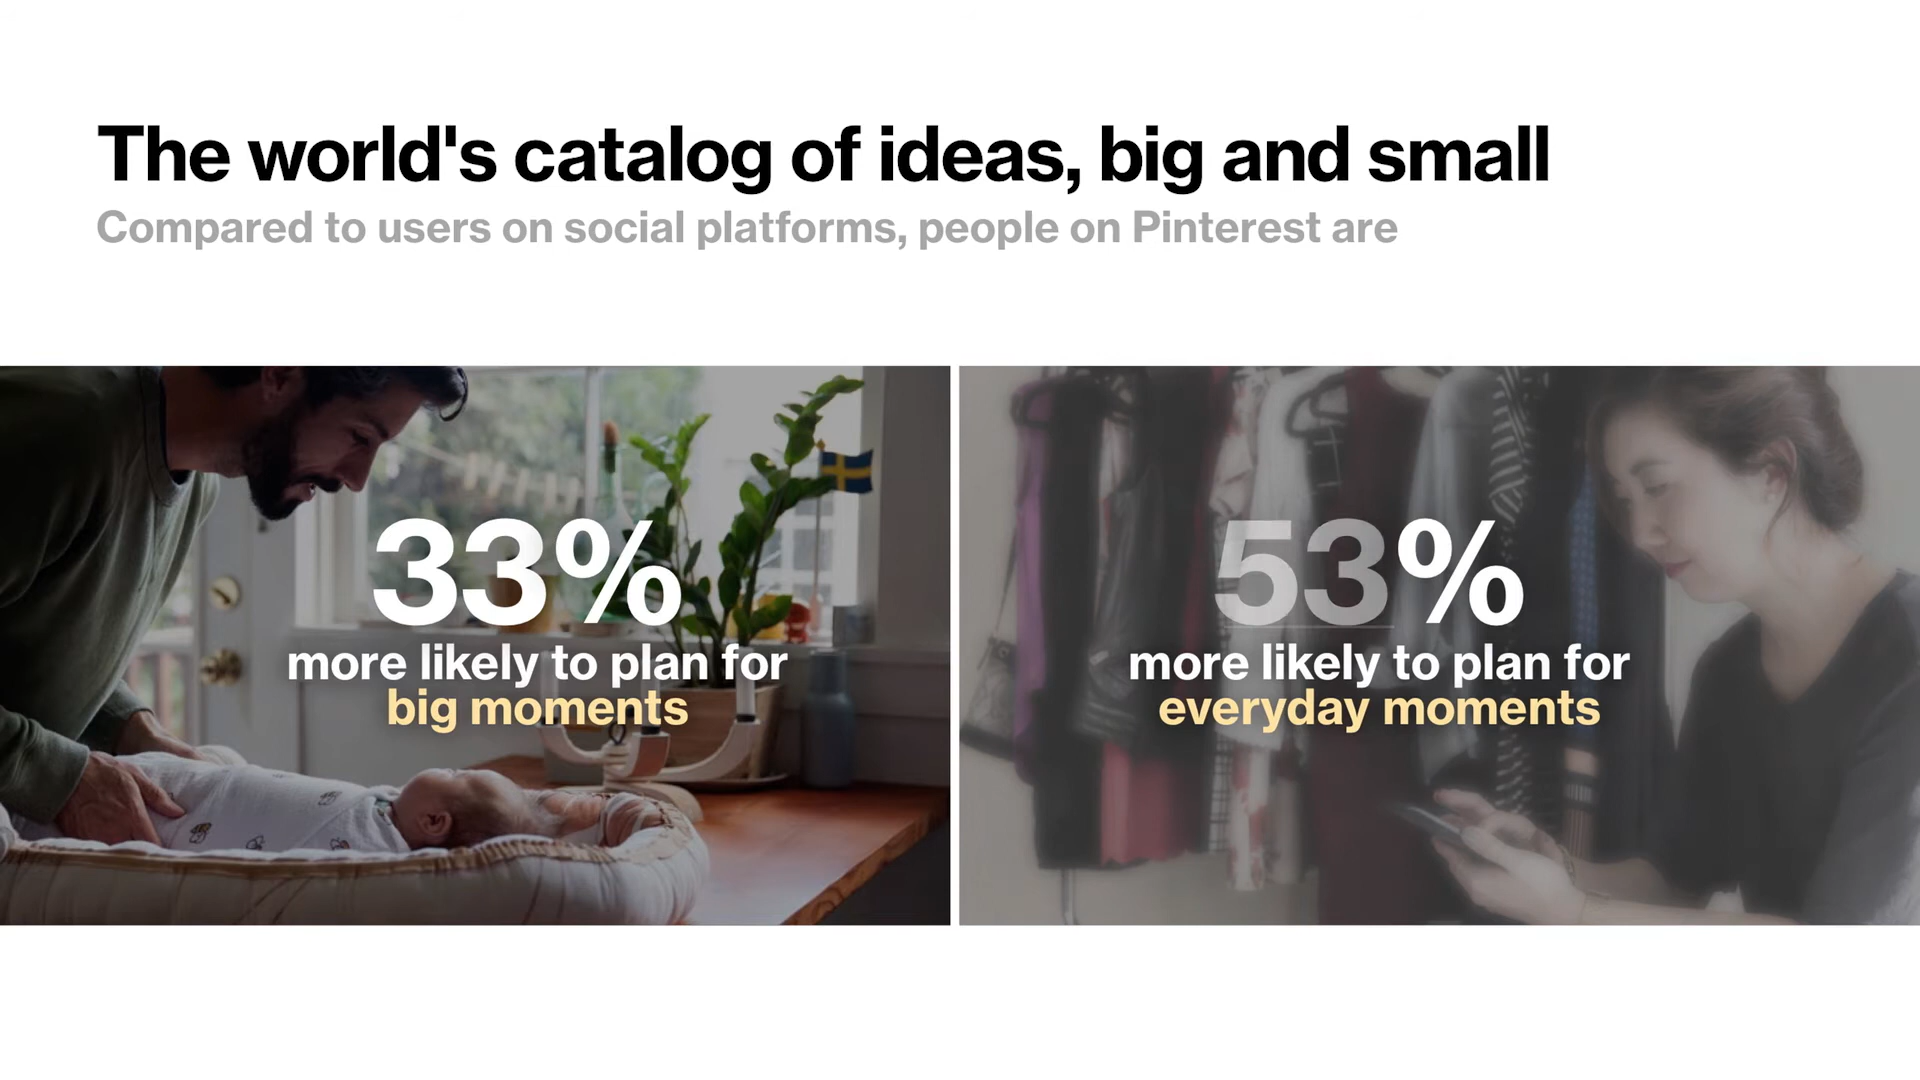 The world's catalog of ideas, big and small
Compared to users on social platforms, people on Pinterest are
33%
more likely to plan for
big moments
53%
more likely to plan for
everyday moments